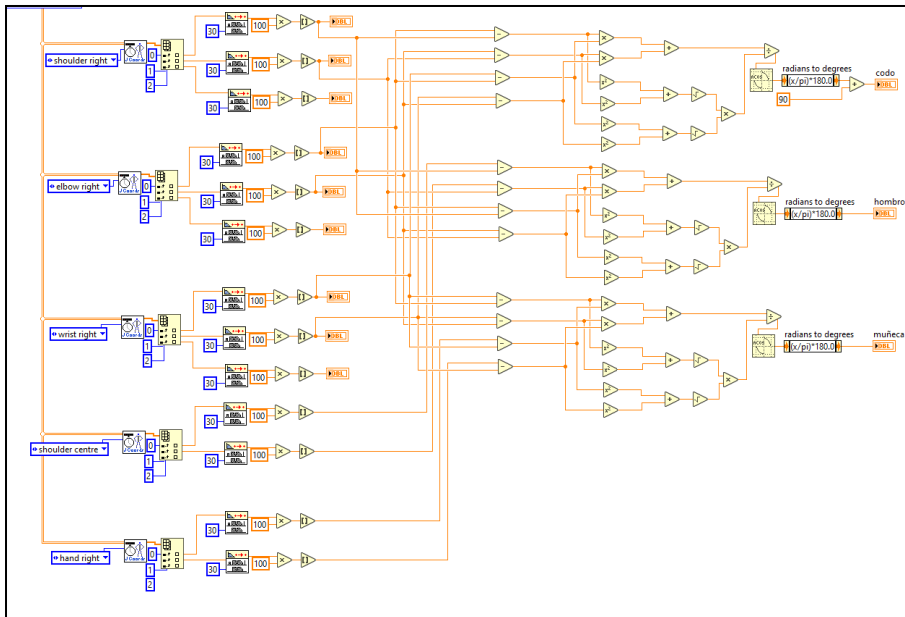 100 DBL
30
shoulder right
0 100 DBL
1 30
2 100 DBL
30
radians to degrees
ACOS (x/pi)*180.0
codo
DBL
90
100 DBL
30
elbow right
0 100 DBL
1 30
2
100 DBL
30
radians to degrees
ACOS (x/pi)*180.0
hombro
DBL
100 DBL
30
wrist right
0 100 DBL
1 30
2
100 DBL
30
radians to degrees
ACOS (x/pi)*180.0
muñeca
DBL
100
30
shoulder centre
0 100
1 30
2
100
30
hand right
0 100
1 30
2